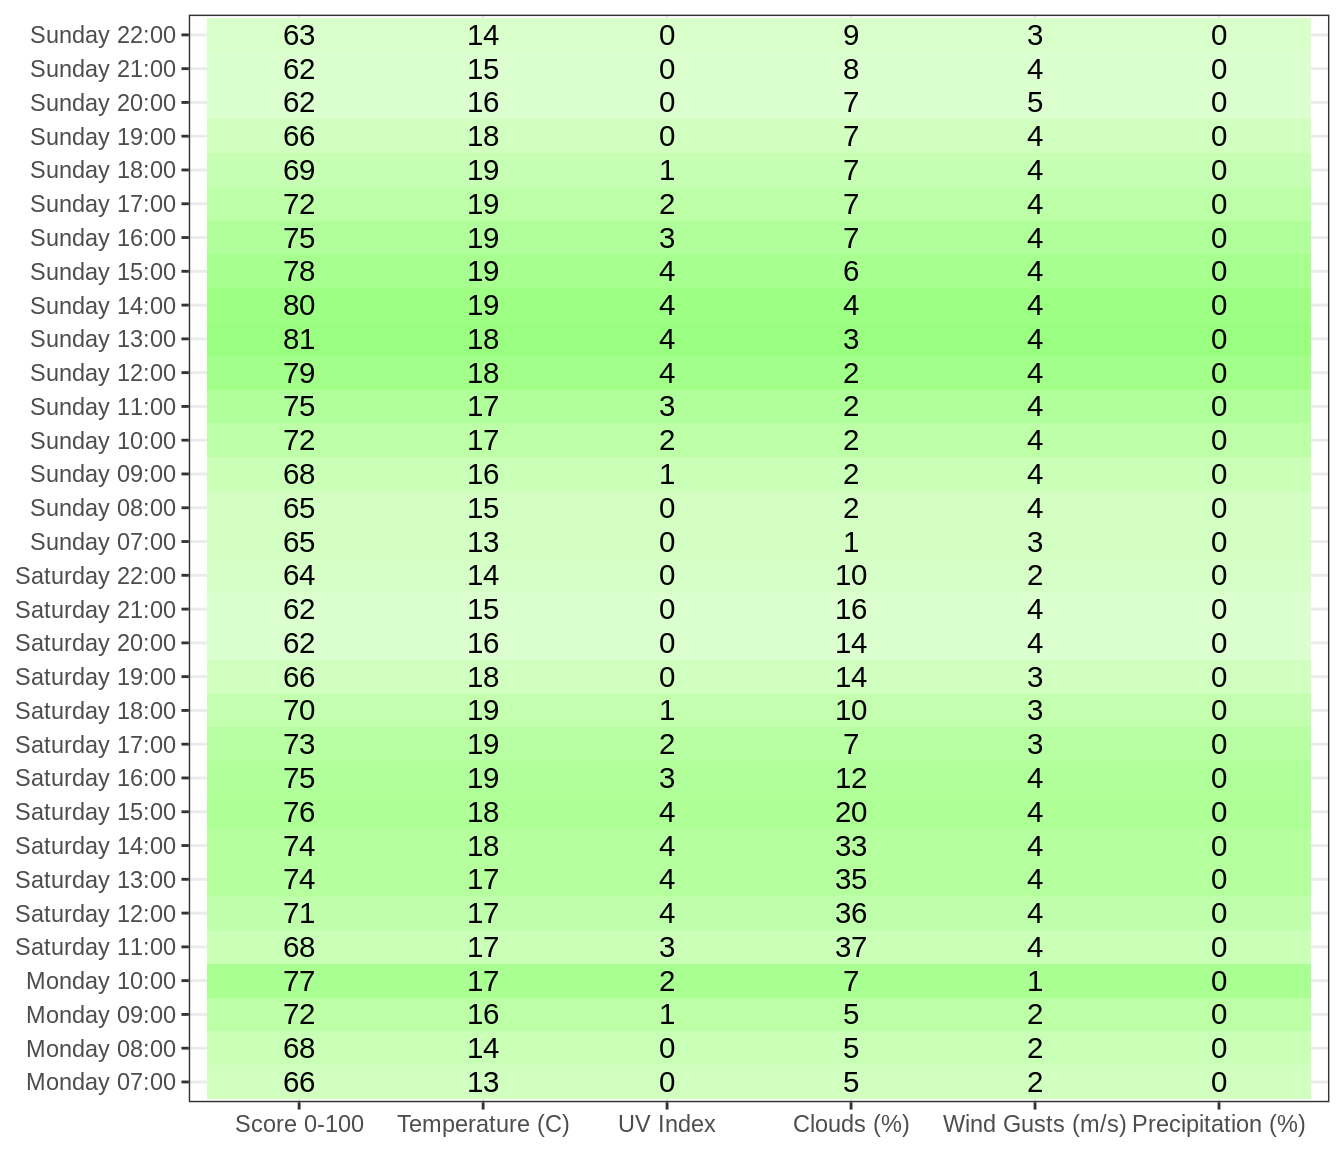 Sunday 22:00 63 14 0 9 3 0
Sunday 21:00 62 15 0 8 4 0
Sunday 20:00 62 16 0 7 5 0
Sunday 19:00 66 18 0 7 4 0
Sunday 18:00 69 19 1 7 4 0
Sunday 17:00 72 19 2 7 4 0
Sunday 16:00 75 19 3 7 4 0
Sunday 15:00 78 19 4 6 4 0
Sunday 14:00 80 19 4 4 4 0
Sunday 13:00 81 18 4 3 4 0
Sunday 12:00 79 18 4 2 4 0
Sunday 11:00 75 17 3 2 4 0
Sunday 10:00 72 17 2 2 4 0
Sunday 09:00 68 16 1 2 4 0
Sunday 08:00 65 15 0 2 4 0
Sunday 07:00 65 13 0 1 3 0
Saturday 22:00 64 14 0 10 2 0
Saturday 21:00 62 15 0 16 4 0
Saturday 20:00 62 16 0 14 4 0
Saturday 19:00 66 18 0 14 3 0
Saturday 18:00 70 19 1 10 3 0
Saturday 17:00 73 19 2 7 3 0
Saturday 16:00 75 19 3 12 4 0
Saturday 15:00 76 18 4 20 4 0
Saturday 14:00 74 18 4 33 4 0
Saturday 13:00 74 17 4 35 4 0
Saturday 12:00 71 17 4 36 4 0
Saturday 11:00 68 17 3 37 4 0
Monday 10:00 77 17 2 7 1 0
Monday 09:00 72 16 1 5 2 0
Monday 08:00 68 14 0 5 2 0
Monday 07:00 66 13 0 5 2 0
Score 0-100 Temperature (C) UV Index Clouds (%) Wind Gusts (m/s) Precipitation (%)